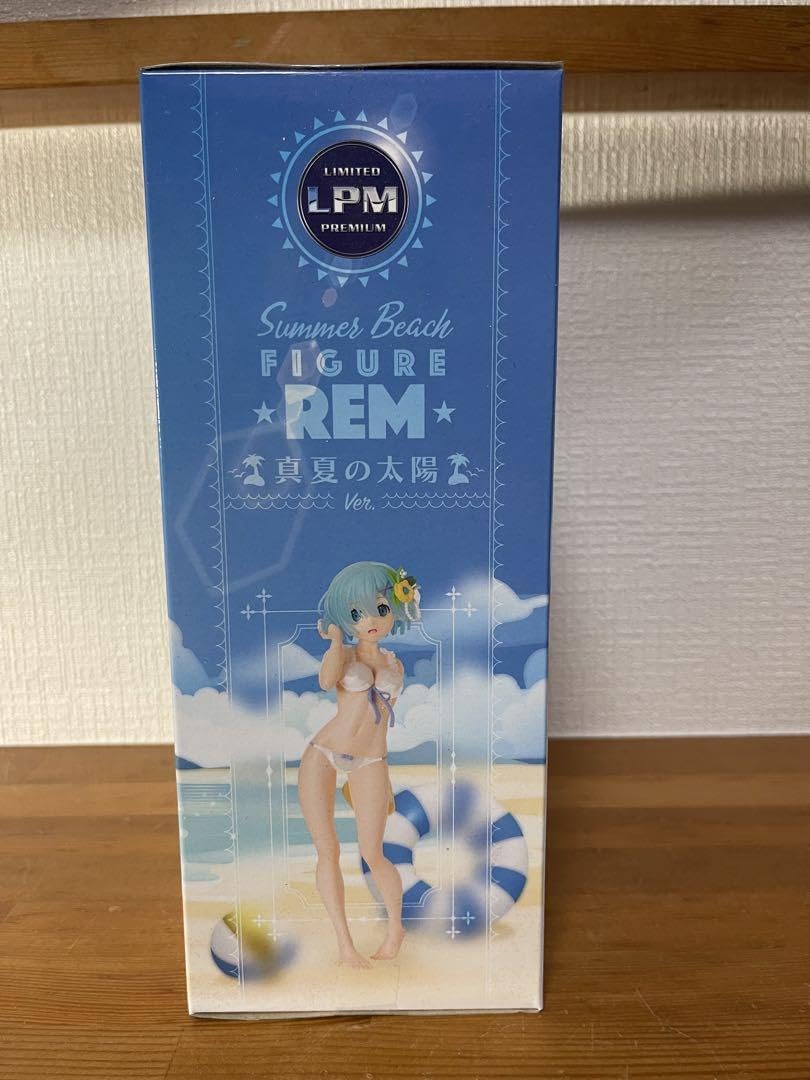 LIMITED
LPM
PREMIUM
Summer Beach
FIGURE
REM
真夏の太陽
Ver.